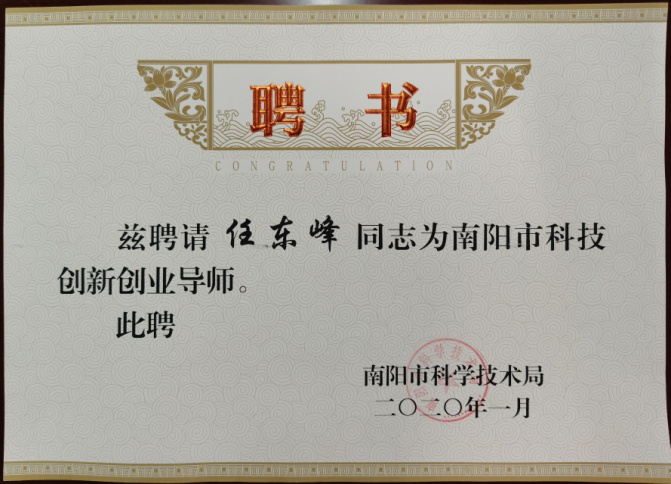 聘书
CONGRATULATION
兹聘请 任东峰 同志为南阳市科技
创新创业导师。
此聘
南阳市科学技术局
二〇二〇年一月